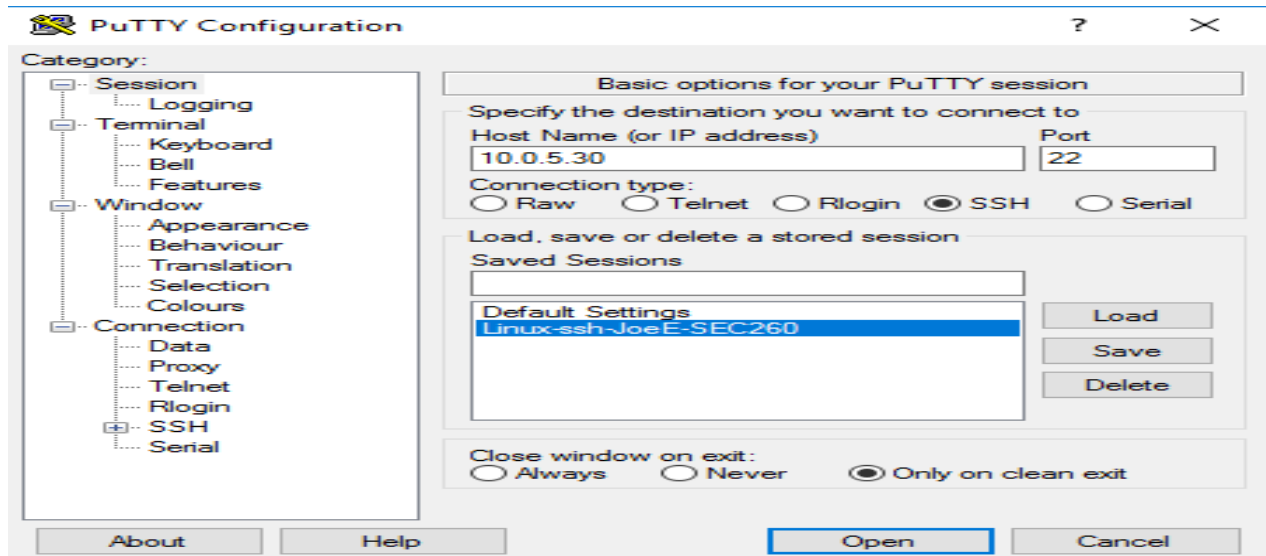 PuTTY Configuration
?
Category:
Session
Logging
Terminal
Keyboard
Bell
Features
Window
Appearance
Behaviour
Translation
Selection
Colours
Connection
Data
Proxy
Telnet
Rlogin
SSH
Serial
Basic options for your PuTTY session
Specify the destination you want to connect to
Host Name (or IP address) Port
10.0.5.30 22
Connection type:
Raw Telnet Rlogin SSH Serial
Load, save or delete a stored session
Saved Sessions
Default Settings
Linux-ssh-JoeE-SEC260
Load
Save
Delete
Close window on exit:
Always Never Only on clean exit
About Help Open Cancel